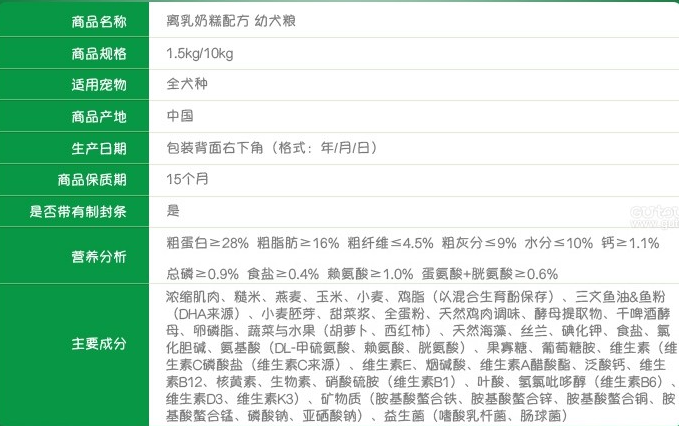 商品名称 离乳奶糕配方 幼犬粮
商品规格 1.5kg/10kg
适用宠物 全犬种
商品产地 中国
生产日期 包装背面右下角（格式：年/月/日）
商品保质期 15个月
是否带有制封条 是
营养分析 粗蛋白≥28% 粗脂肪≥16% 粗纤维≤4.5% 粗灰分≤9% 水分≤10% 钙≥1.1%
总磷≥0.9% 食盐≥0.4% 赖氨酸≥1.0% 蛋氨酸+胱氨酸≥0.6%
主要成分
浓缩肌肉、糙米、燕麦、玉米、小麦、鸡脂（以混合生育酚保存）、三文鱼油&鱼粉
（DHA来源）、小麦胚芽、甜菜浆、全蛋粉、天然鸡肉调味、酵母提取物、干啤酒酵
母、卵磷脂、蔬菜与水果（胡萝卜、西红柿）、天然海藻、丝兰、碘化钾、食盐、氯
化胆碱、氨基酸（DL-甲硫氨酸、赖氨酸、胱氨酸）、果寡糖、葡萄糖胺、维生素（维
生素C磷酸盐（维生素C来源）、维生素E、烟碱酸、维生素A醋酸酯、泛酸钙、维生
素B12、核黄素、生物素、硝酸硫胺（维生素B1）、叶酸、氢氯吡哆醇（维生素B6）、
维生素D3、维生素K3）、矿物质（胺基酸螯合铁、胺基酸螯合锌、胺基酸螯合铜、胺
基酸螯合锰、磷酸钠、亚硒酸钠）、益生菌（嗜酸乳杆菌、肠球菌）